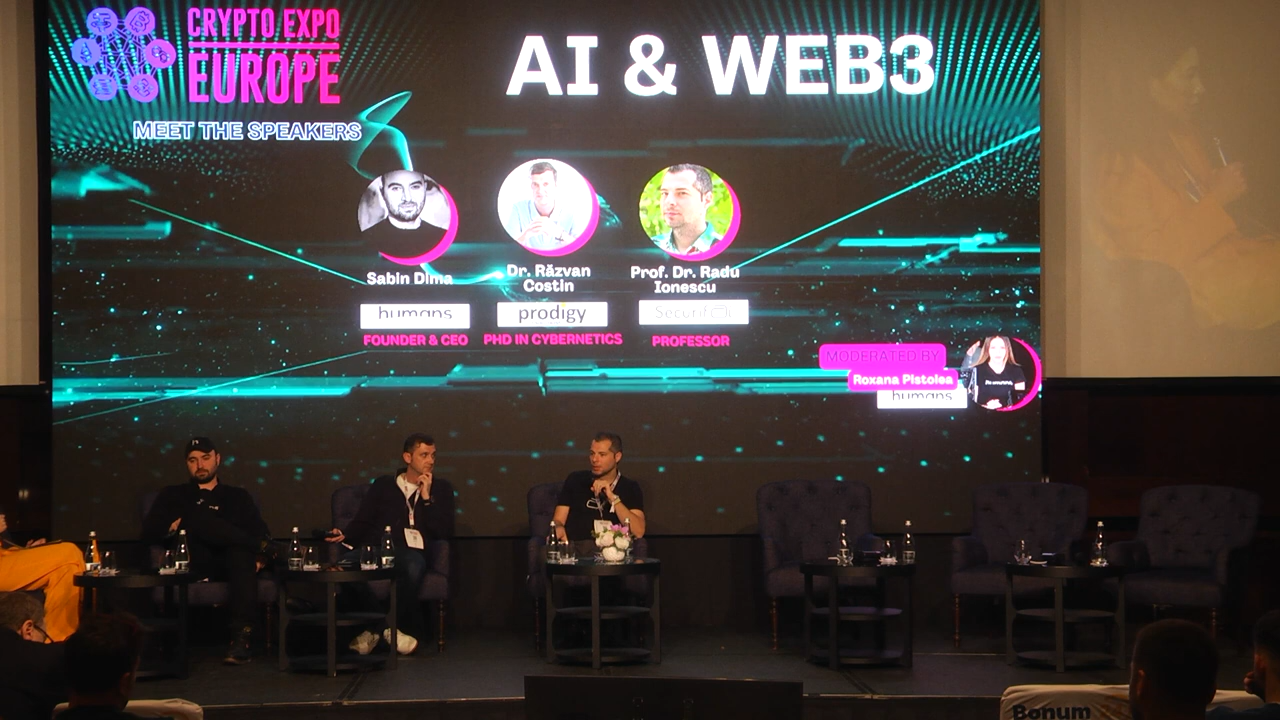 CRYPTO EXPO
EUROPE
MEET THE SPEAKERS
AI & WEB3
Sabin Dima
humans
FOUNDER & CEO
Dr. Răzvan
Costin
prodigy
PHD IN CYBERNETICS
Prof. Dr. Radu
Ionescu
PROFESSOR
MODERATED BY
Roxana Pistolea
humans
Bonum